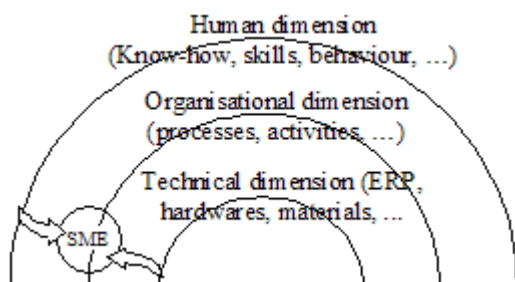 Human dimension
(Know-how, skills, behaviour, ...)
Organisational dimension
(processes, activities, ...)
Technical dimension (ERP,
hardwares, materials, ...
SME